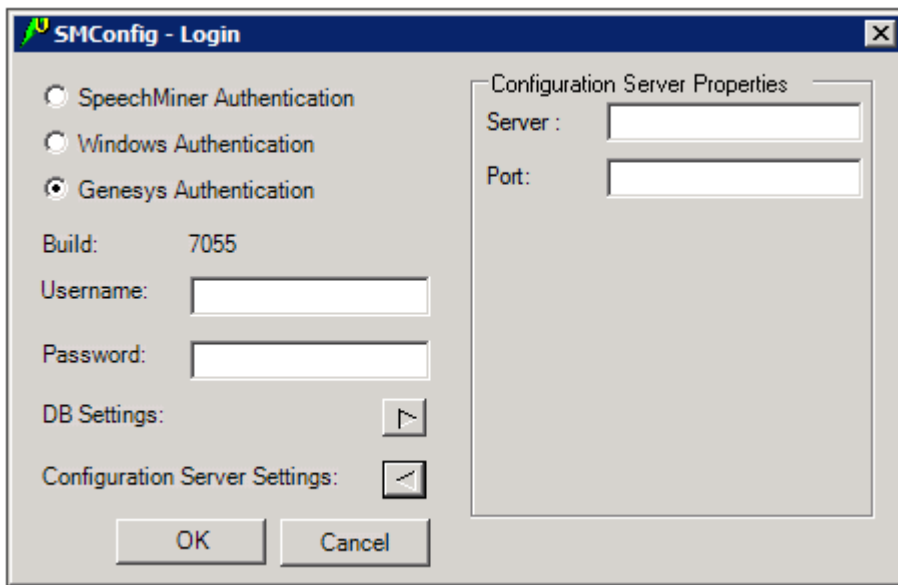 SMConfig - Login
SpeechMiner Authentication
Windows Authentication
Genesys Authentication
Build: 7055
Username:
Password:
DB Settings:
Configuration Server Settings:
OK Cancel
Configuration Server Properties
Server :
Port: